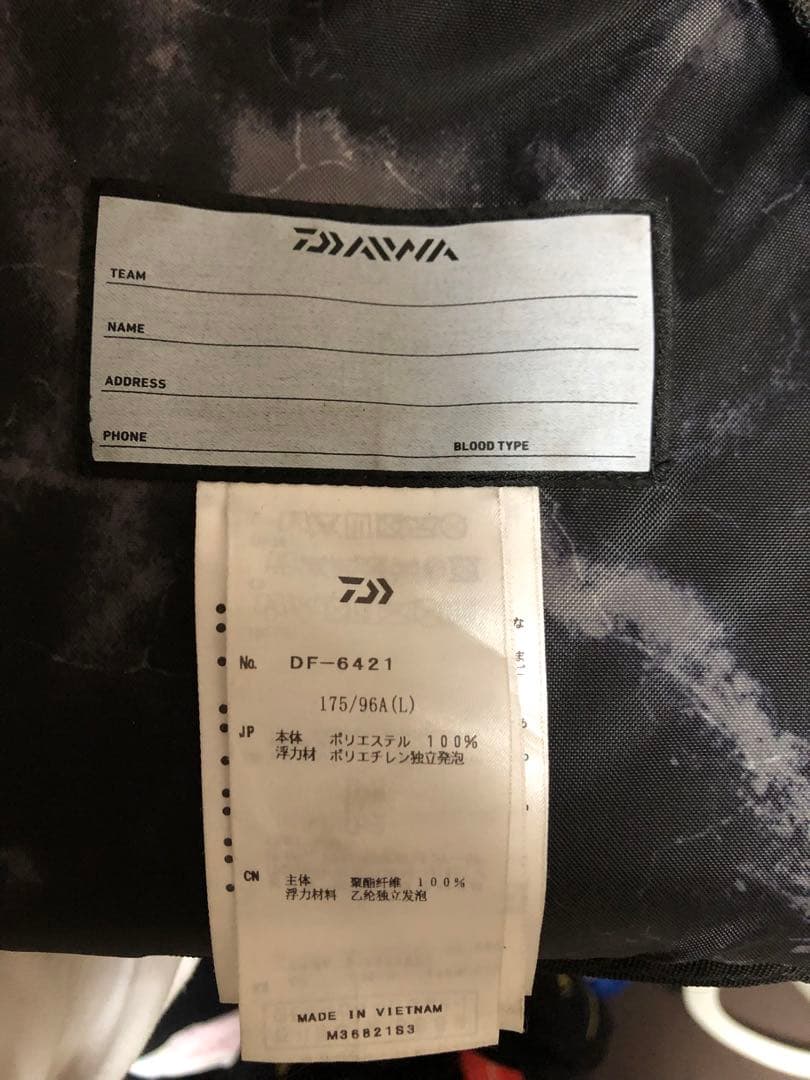 DAIWA
TEAM
NAME
ADDRESS
PHONE
BLOOD TYPE
No. DF-6421
175/96A(L)
JP 本体 ポリエステル 100%
浮力材 ポリエチレン独立発泡
CN 主体 聚酯纤维 100%
浮力材料 乙纶独立发泡
MADE IN VIETNAM
M36821S3